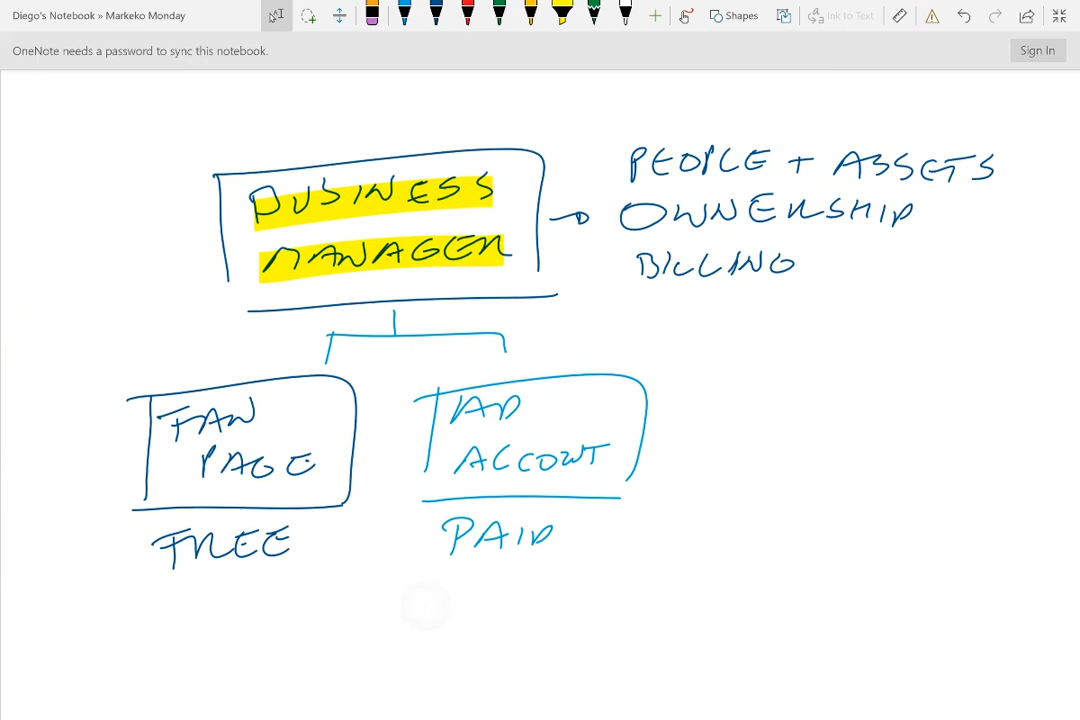 Diego's Notebook » Markeko Monday
Shapes
Ink to Text
OneNote needs a password to sync this notebook.
Sign In
BUSINESS
MANAGER
PEOPLE + ASSETS
OWNERSHIP
BILLING
FAN
PAGE
FREE
AD
ACCOUNT
PAID